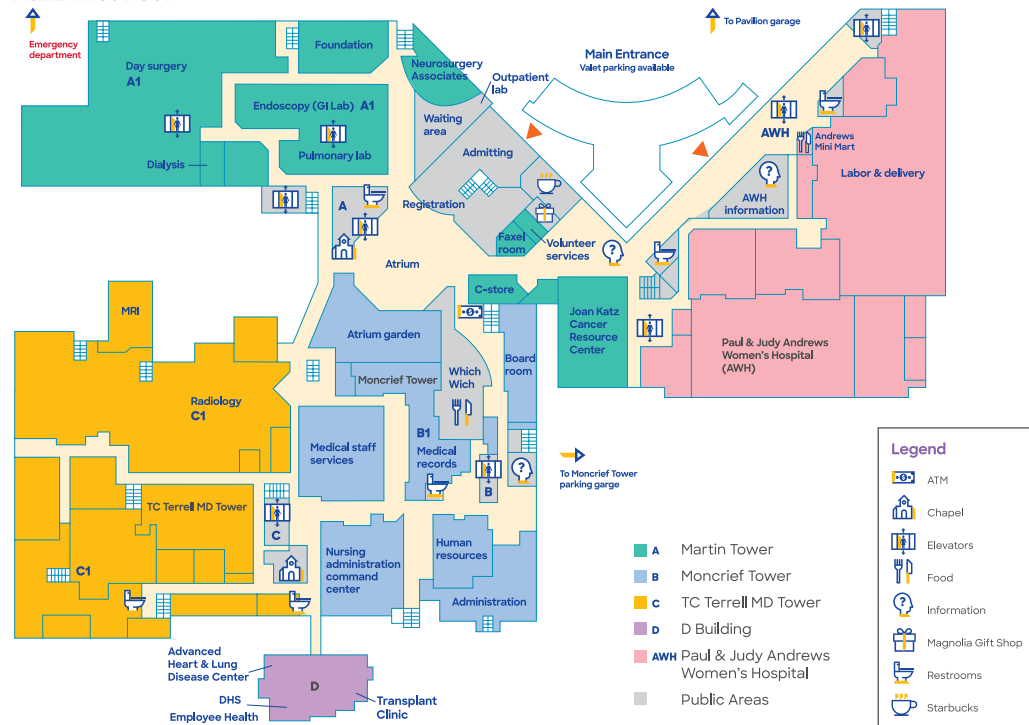 Emergency
department
To Pavilion garage
Main Entrance
Valet parking available
Foundation
Neurosurgery
Associates
Outpatient
lab
Day surgery
A1
Endoscopy (GI Lab) A1
Pulmonary lab
Dialysis
Waiting
area
Admitting
Registration
Faxel
room
Volunteer
services
AWH
Andrews
Mini Mart
AWH
information
Labor & delivery
A
Atrium
C-store
Joan Katz
Cancer
Resource
Center
Paul & Judy Andrews
Women's Hospital
(AWH)
MRI
Atrium garden
Board
room
Moncrief Tower
Which
Wich
Radiology
C1
B1
Medical
records
Medical staff
services
B
To Moncrief Tower
parking garge
TC Terrell MD Tower
C
C1
Nursing
administration
command
center
Human
resources
Administration
Advanced
Heart & Lung
Disease Center
D
DHS
Employee Health
Transplant
Clinic
A Martin Tower
B Moncrief Tower
C TC Terrell MD Tower
D D Building
AWH Paul & Judy Andrews
Women's Hospital
Public Areas
Legend
ATM
Chapel
Elevators
Food
Information
Magnolia Gift Shop
Restrooms
Starbucks